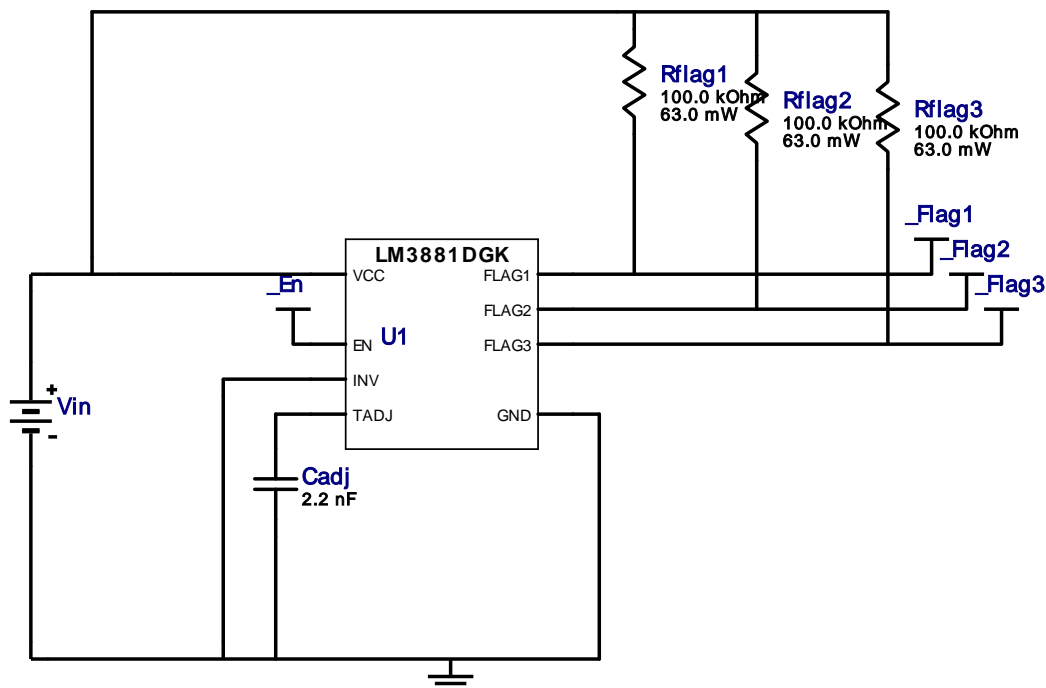 Rflag1
100.0 kOhm
63.0 mW
Rflag2
100.0 kOhm
63.0 mW
Rflag3
100.0 kOhm
63.0 mW
_Flag1
_Flag2
_Flag3
LM3881DGK
VCC
FLAG1
_En
FLAG2
EN
U1
FLAG3
INV
TADJ
GND
+
Vin
-
Cadj
2.2 nF